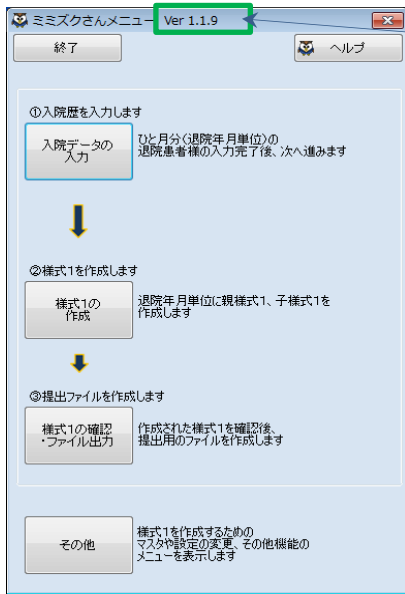 ミミズクさんメニュー Ver 1.1.9
終了
ヘルプ
①入院歴を入力します
入院データの
入力
ひと月分(退院年月単位)の
退院患者様の入力完了後、次へ進みます
②様式1を作成します
様式1の
作成
退院年月単位に親様式1、子様式1を
作成します
③提出ファイルを作成します
様式1の確認
・ファイル出力
作成された様式1を確認後、
提出用のファイルを作成します
その他
様式1を作成するための
マスタや設定の変更、その他機能の
メニューを表示します